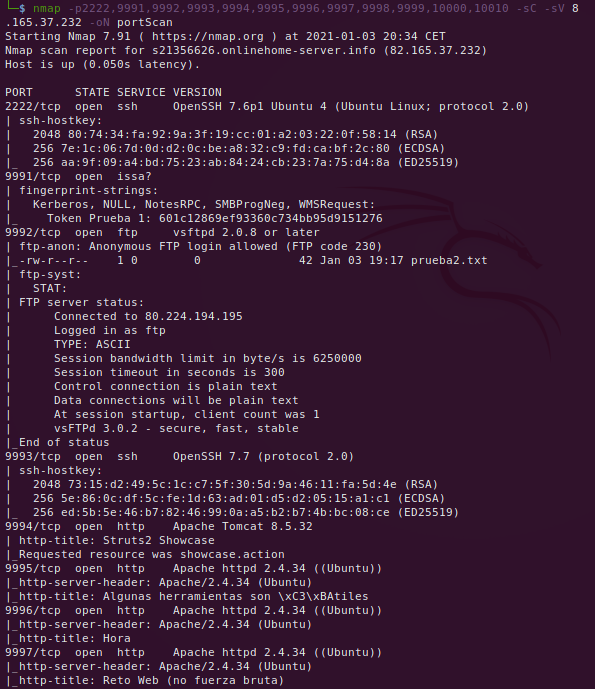 └─$ nmap -p2222,9991,9992,9993,9994,9995,9996,9997,9998,9999,10000,10010 -sC -sV 8
.165.37.232 -oN portScan
Starting Nmap 7.91 ( https://nmap.org ) at 2021-01-03 20:34 CET
Nmap scan report for s21356626.onlinehome-server.info (82.165.37.232)
Host is up (0.050s latency).

PORT      STATE SERVICE VERSION
2222/tcp  open  ssh     OpenSSH 7.6p1 Ubuntu 4 (Ubuntu Linux; protocol 2.0)
| ssh-hostkey:
|   2048 80:74:34:fa:92:9a:3f:19:cc:01:a2:03:22:0f:58:14 (RSA)
|   256 7e:1c:06:7d:0d:d2:0c:be:a8:32:c9:fd:ca:bf:2c:80 (ECDSA)
|_  256 aa:9f:09:a4:bd:75:23:ab:84:24:cb:23:7a:75:d4:8a (ED25519)
9991/tcp  open  issa?
| fingerprint-strings:
|   Kerberos, NULL, NotesRPC, SMBProgNeg, WMSRequest:
|_    Token Prueba 1: 601c12869ef93360c734bb95d9151276
9992/tcp  open  ftp     vsftpd 2.0.8 or later
| ftp-anon: Anonymous FTP login allowed (FTP code 230)
|_-rw-r--r--    1 0        0              42 Jan 03 19:17 prueba2.txt
| ftp-syst:
|   STAT:
| FTP server status:
|      Connected to 80.224.194.195
|      Logged in as ftp
|      TYPE: ASCII
|      Session bandwidth limit in byte/s is 6250000
|      Session timeout in seconds is 300
|      Control connection is plain text
|      Data connections will be plain text
|      At session startup, client count was 1
|      vsFTPd 3.0.2 - secure, fast, stable
|_End of status
9993/tcp  open  ssh     OpenSSH 7.7 (protocol 2.0)
| ssh-hostkey:
|   2048 73:15:d2:49:5c:1c:c7:5f:30:5d:9a:46:11:fa:5d:4e (RSA)
|   256 5e:86:0c:df:5c:fe:1d:63:ad:01:d5:d2:05:15:a1:c1 (ECDSA)
|_  256 ed:5b:5e:46:b7:82:46:99:0a:a5:b2:b7:4b:bc:08:ce (ED25519)
9994/tcp  open  http    Apache Tomcat 8.5.32
| http-title: Struts2 Showcase
|_Requested resource was showcase.action
9995/tcp  open  http    Apache httpd 2.4.34 ((Ubuntu))
|_http-server-header: Apache/2.4.34 (Ubuntu)
|_http-title: Algunas herramientas son \xC3\xBAtiles
9996/tcp  open  http    Apache httpd 2.4.34 ((Ubuntu))
|_http-server-header: Apache/2.4.34 (Ubuntu)
|_http-title: Hora
9997/tcp  open  http    Apache httpd 2.4.34 ((Ubuntu))
|_http-server-header: Apache/2.4.34 (Ubuntu)
|_http-title: Reto Web (no fuerza bruta)